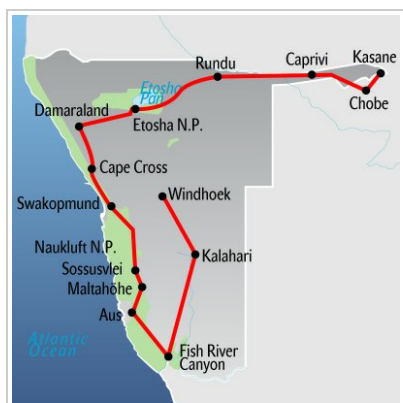 Kasane
Caprivi
Rundu
Chobe
Etosha
Pan
Damaraland
Etosha N.P.
Cape Cross
Windhoek
Swakopmund
Naukluft N.P.
Kalahari
Sossusvlei
Maltahöhe
Aus
Atlantic
Ocean
Fish River
Canyon